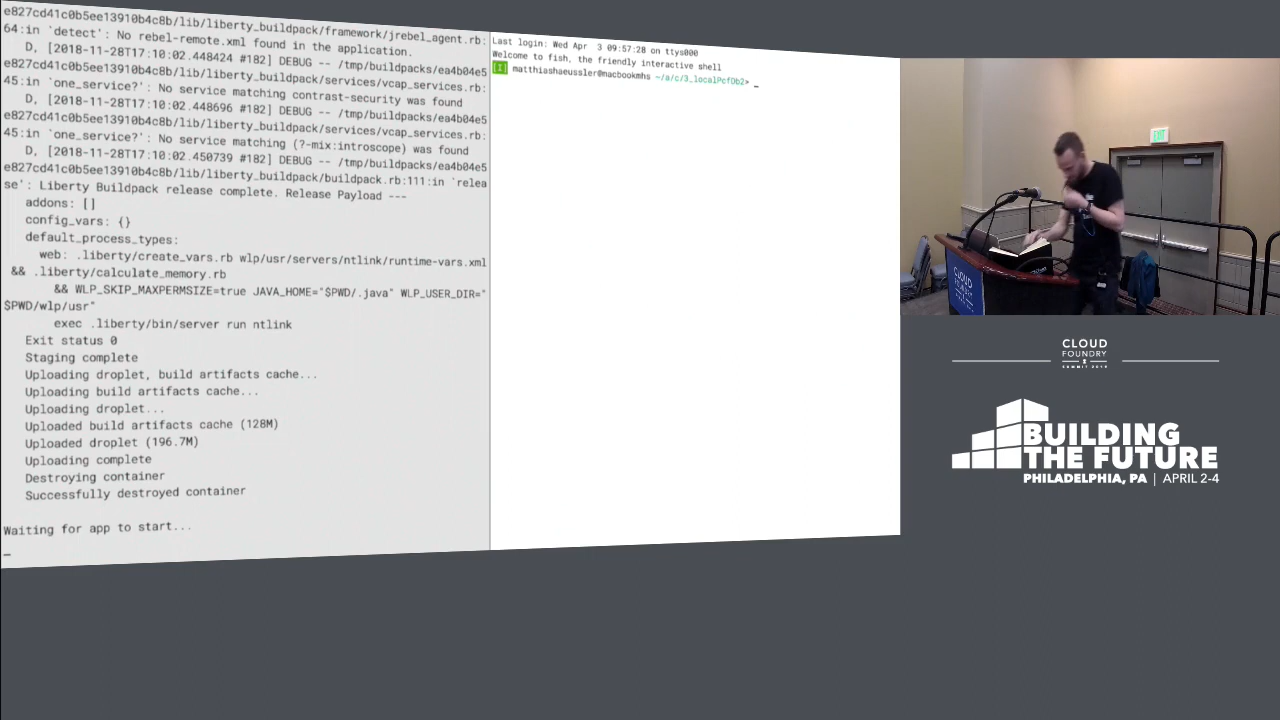 e827cd41c0b5ee13910b4c8b/lib/liberty_buildpack/framework/jrebel_agent.rb:
64:in `detect': No rebel-remote.xml found in the application.
D, [2018-11-28T17:10:02.448424 #182] DEBUG -- /tmp/buildpacks/ea4b04e5
e827cd41c0b5ee13910b4c8b/lib/liberty_buildpack/services/vcap_services.rb:
45:in `one_service?': No service matching contrast-security was found
D, [2018-11-28T17:10:02.448696 #182] DEBUG -- /tmp/buildpacks/ea4b04e5
e827cd41c0b5ee13910b4c8b/lib/liberty_buildpack/services/vcap_services.rb:
45:in `one_service?': No service matching (?-mix:introscope) was found
D, [2018-11-28T17:10:02.450739 #182] DEBUG -- /tmp/buildpacks/ea4b04e5
e827cd41c0b5ee13910b4c8b/lib/liberty_buildpack/buildpack.rb:111:in `relea
se': Liberty Buildpack release complete. Release Payload ---
addons: []
config_vars: {}
default_process_types:
web: .liberty/create_vars.rb wlp/usr/servers/ntlink/runtime-vars.xml
&& .liberty/calculate_memory.rb
&& WLP_SKIP_MAXPERMSIZE=true JAVA_HOME="$PWD/.java" WLP_USER_DIR="
$PWD/wlp/usr"
exec .liberty/bin/server run ntlink
Exit status 0
Staging complete
Uploading droplet, build artifacts cache...
Uploading build artifacts cache...
Uploading droplet...
Uploaded build artifacts cache (128M)
Uploaded droplet (196.7M)
Uploading complete
Destroying container
Successfully destroyed container
Waiting for app to start...
Last login: Wed Apr  3 09:57:28 on ttys000
Welcome to fish, the friendly interactive shell
[I] matthiashaeussler@macbookmhs ~/a/c/3_localPcfDb2> _
EXIT
CLOUD
FOUNDRY
CLOUD
FOUNDRY
SUMMIT 2019
BUILDING
THE FUTURE
PHILADELPHIA, PA | APRIL 2-4